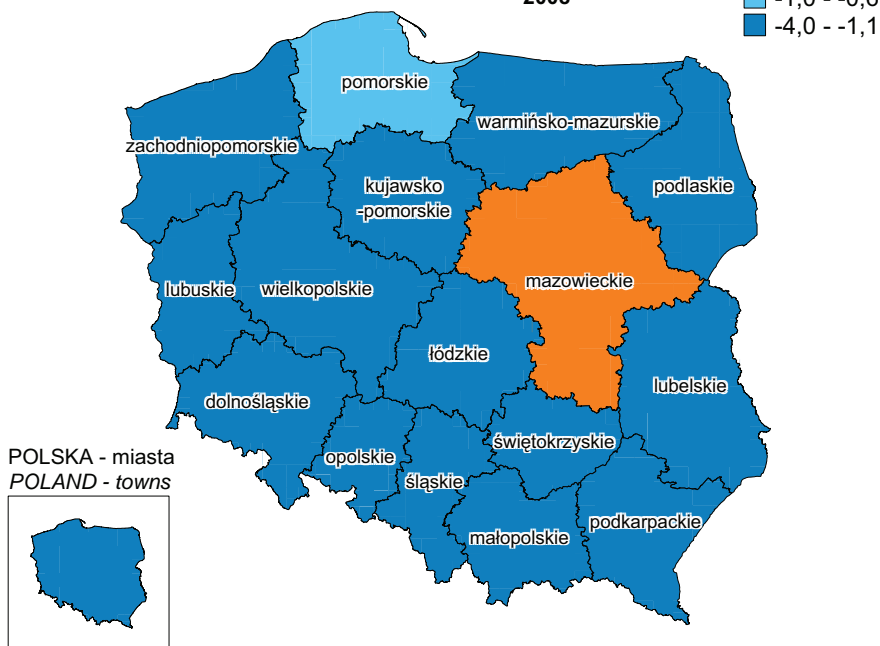 -4,0 - -1,1
pomorskie
warmińsko-mazurskie
zachodniopomorskie
kujawsko
-pomorskie
podlaskie
mazowieckie
lubuskie
wielkopolskie
łódzkie
lubelskie
dolnośląskie
świętokrzyskie
opolskie
śląskie
małopolskie
podkarpackie
POLSKA - miasta
POLAND - towns